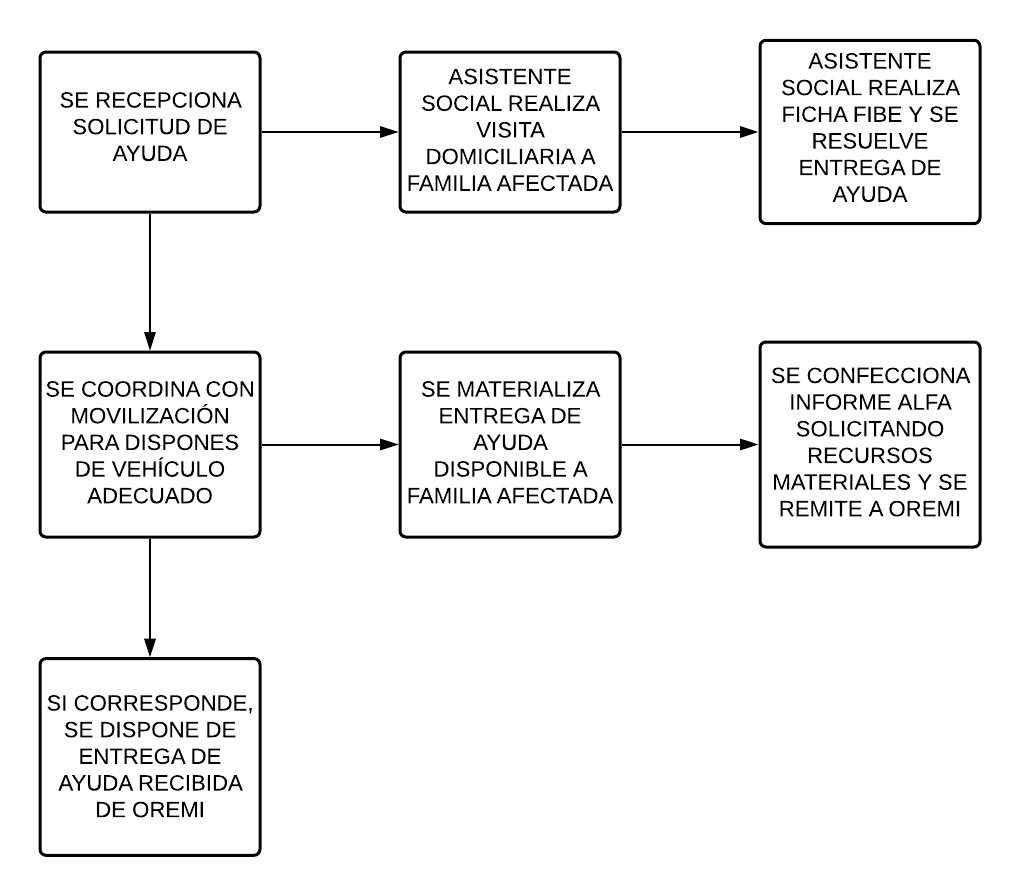 SE RECEPCIONA
SOLICITUD DE
AYUDA
ASISTENTE
SOCIAL REALIZA
VISITA
DOMICILIARIA A
FAMILIA AFECTADA
ASISTENTE
SOCIAL REALIZA
FICHA FIBE Y SE
RESUELVE
ENTREGA DE
AYUDA
SE COORDINA CON
MOVILIZACIÓN
PARA DISPONES
DE VEHÍCULO
ADECUADO
SE MATERIALIZA
ENTREGA DE
AYUDA
DISPONIBLE A
FAMILIA AFECTADA
SE CONFECCIONA
INFORME ALFA
SOLICITANDO
RECURSOS
MATERIALES Y SE
REMITE A OREMI
SI CORRESPONDE,
SE DISPONE DE
ENTREGA DE
AYUDA RECIBIDA
DE OREMI